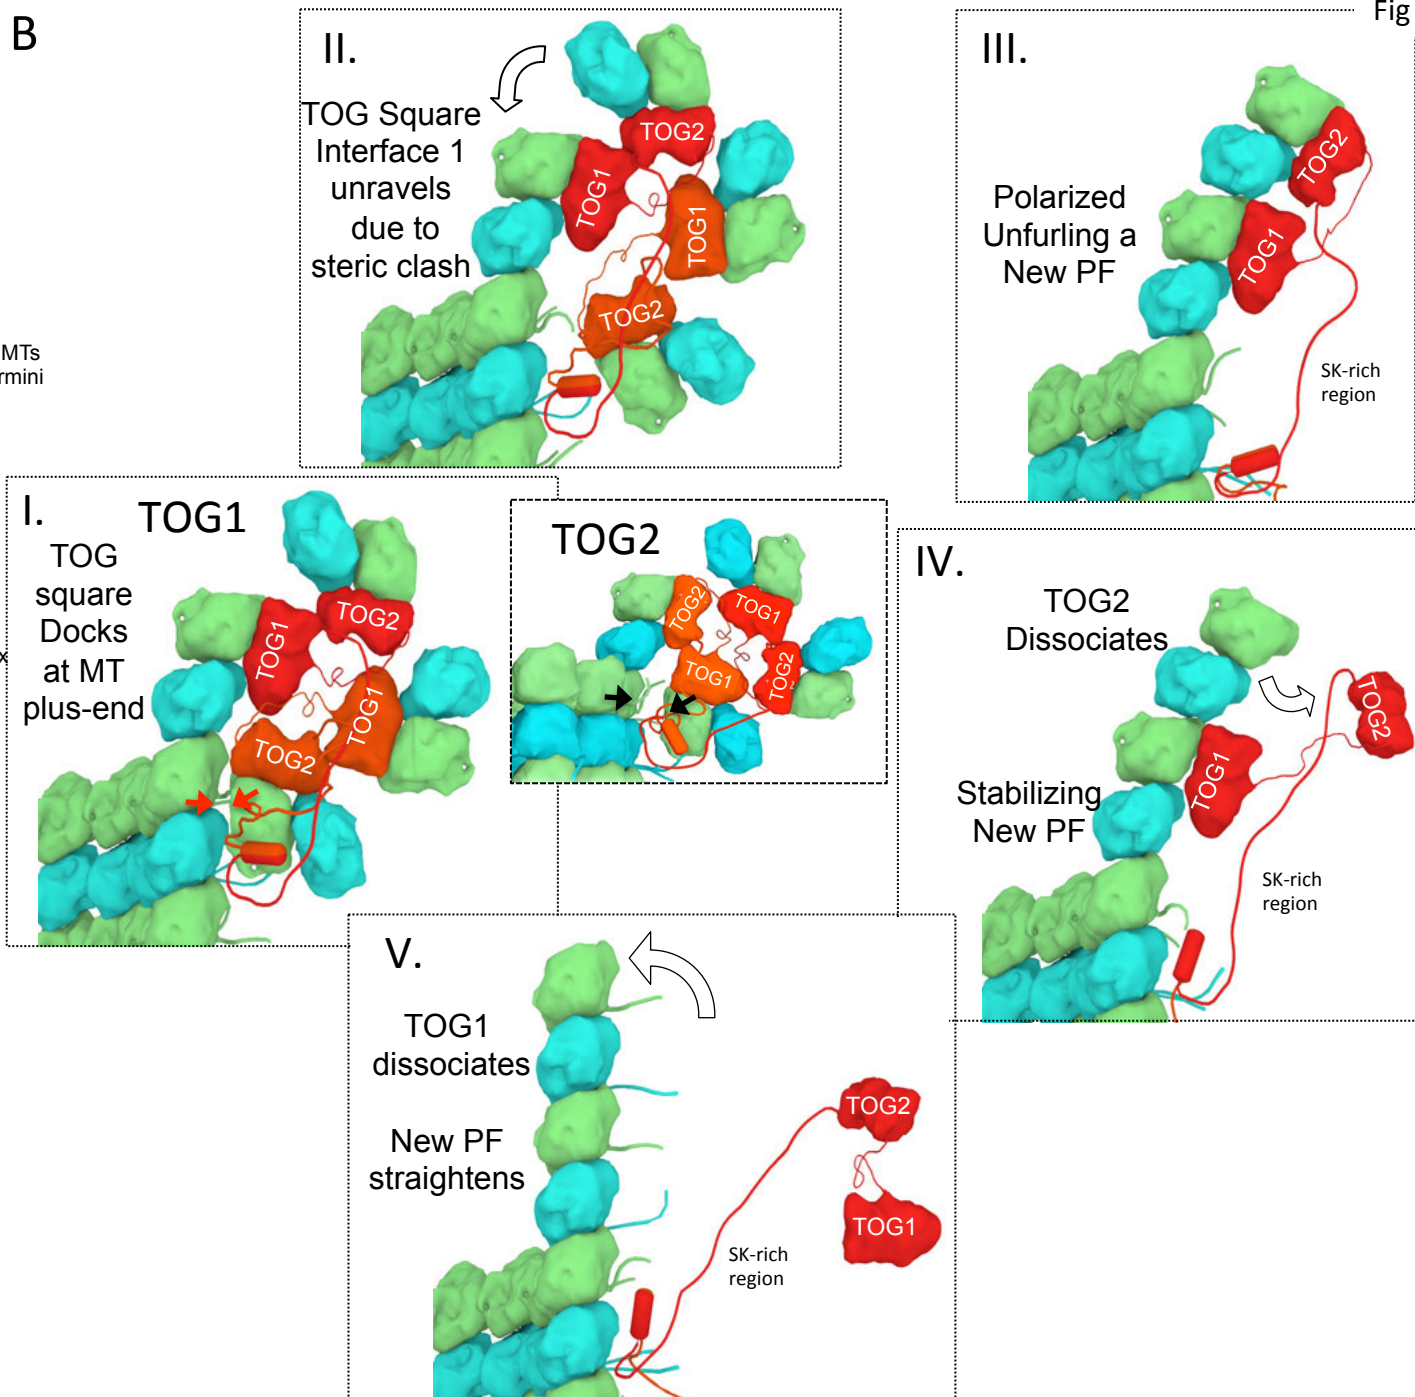 B
Fig
II.
TOG Square
Interface 1
unravels
due to
steric clash
TOG2
TOG1
TOG1
TOG2
III.
Polarized
Unfurling a
New PF
TOG2
TOG1
SK-rich
region
MTs
rmini
x
I.
TOG1
TOG
square
Docks
at MT
plus-end
TOG2
TOG1
TOG1
TOG2
TOG2
TOG2
TOG1
TOG1
TOG2
IV.
TOG2
Dissociates
Stabilizing
New PF
TOG2
TOG1
SK-rich
region
V.
TOG1
dissociates
New PF
straightens
TOG2
TOG1
SK-rich
region